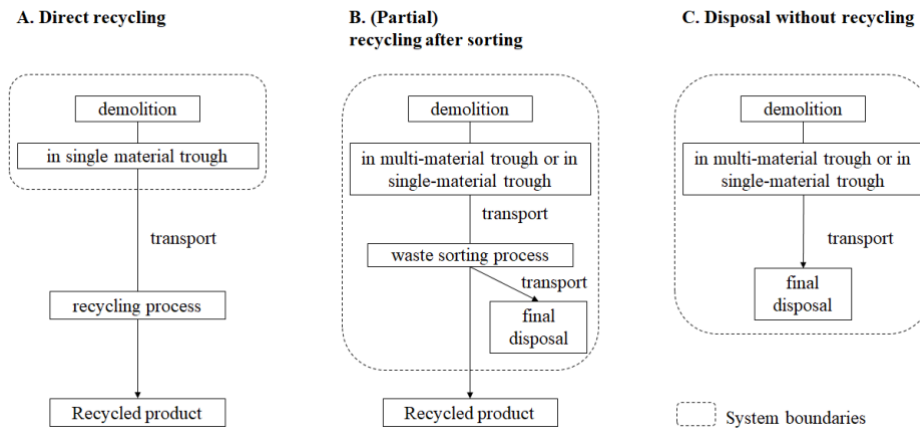 A. Direct recycling
demolition
in single material trough
transport
recycling process
Recycled product
B. (Partial)
recycling after sorting
demolition
in multi-material trough or in
single-material trough
transport
waste sorting process
transport
final
disposal
Recycled product
C. Disposal without recycling
demolition
in multi-material trough or in
single-material trough
transport
final
disposal
System boundaries